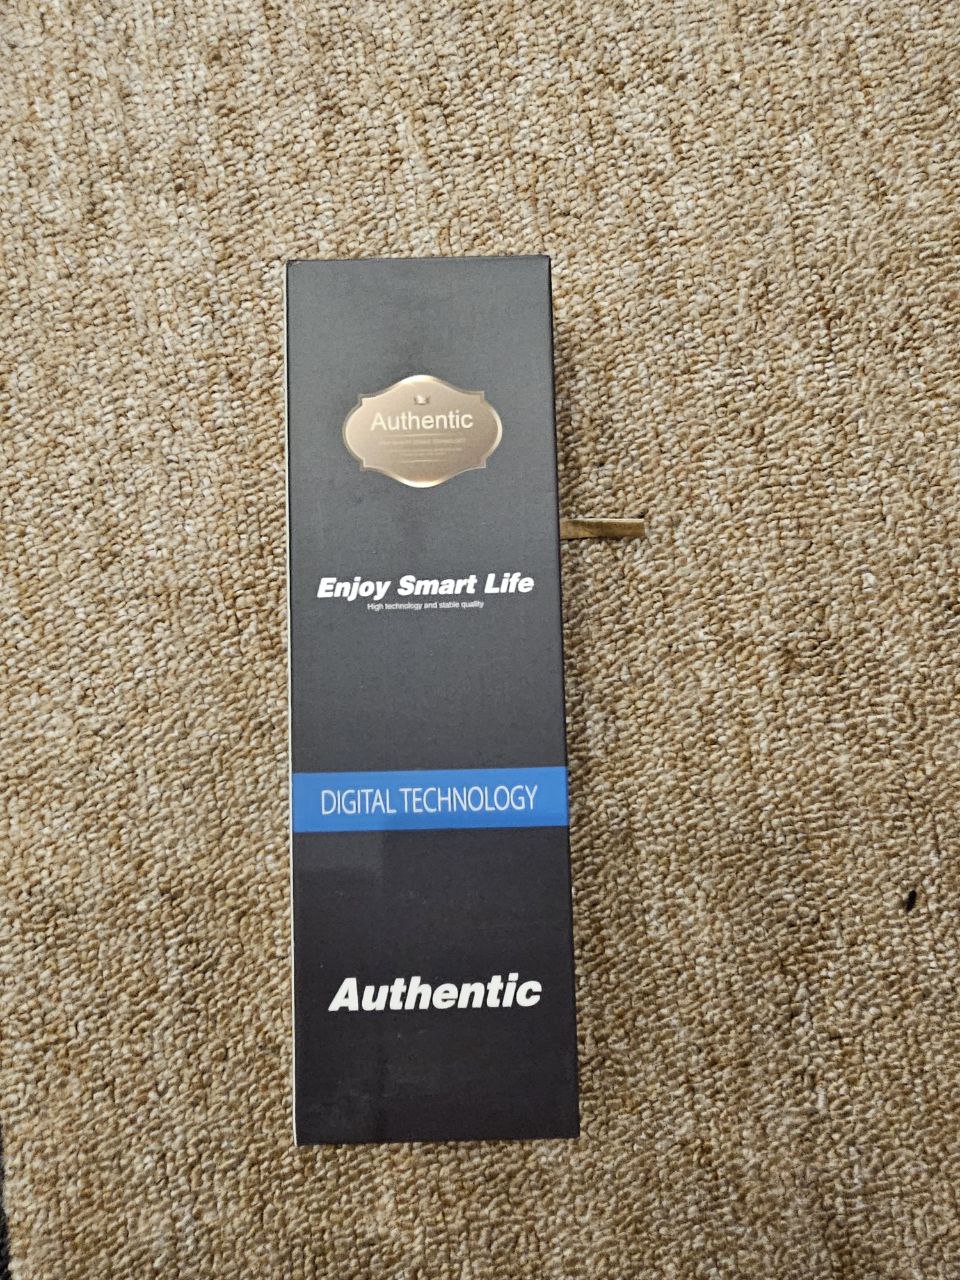 Authentic
Enjoy Smart Life
High technology and stable quality
DIGITAL TECHNOLOGY
Authentic